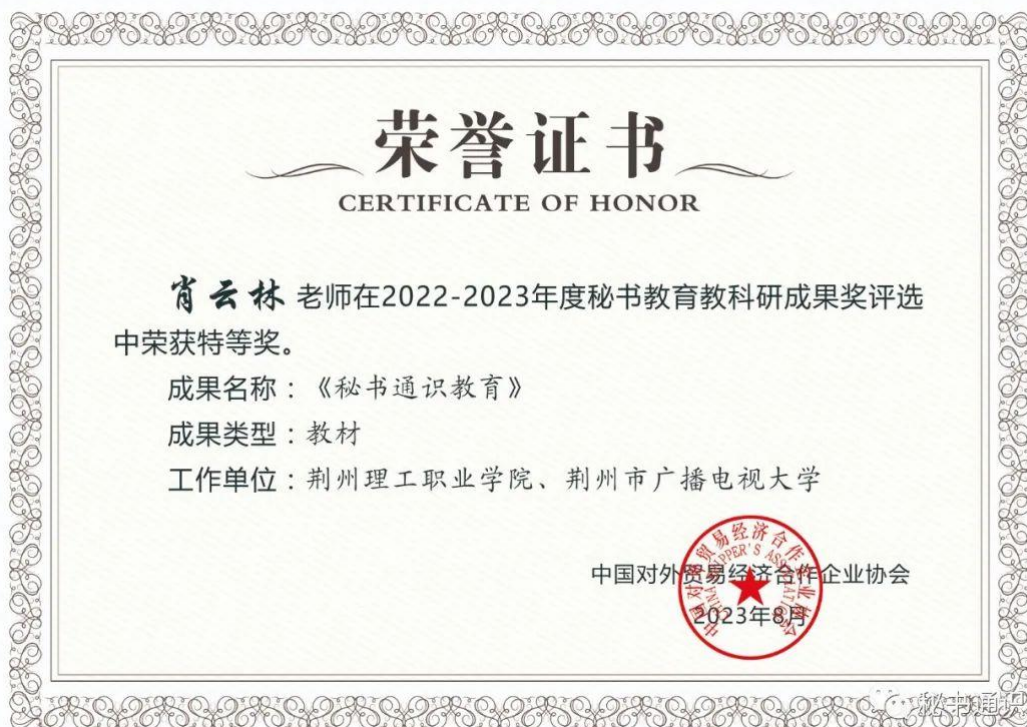 荣誉证书
CERTIFICATE OF HONOR
肖云林 老师在2022-2023年度秘书教育教科研成果奖评选
中荣获特等奖。
成果名称：《秘书通识教育》
成果类型：教材
工作单位：荆州理工职业学院、荆州市广播电视大学
中国对外贸易经济合作企业协会
2023年8月
秘书通识